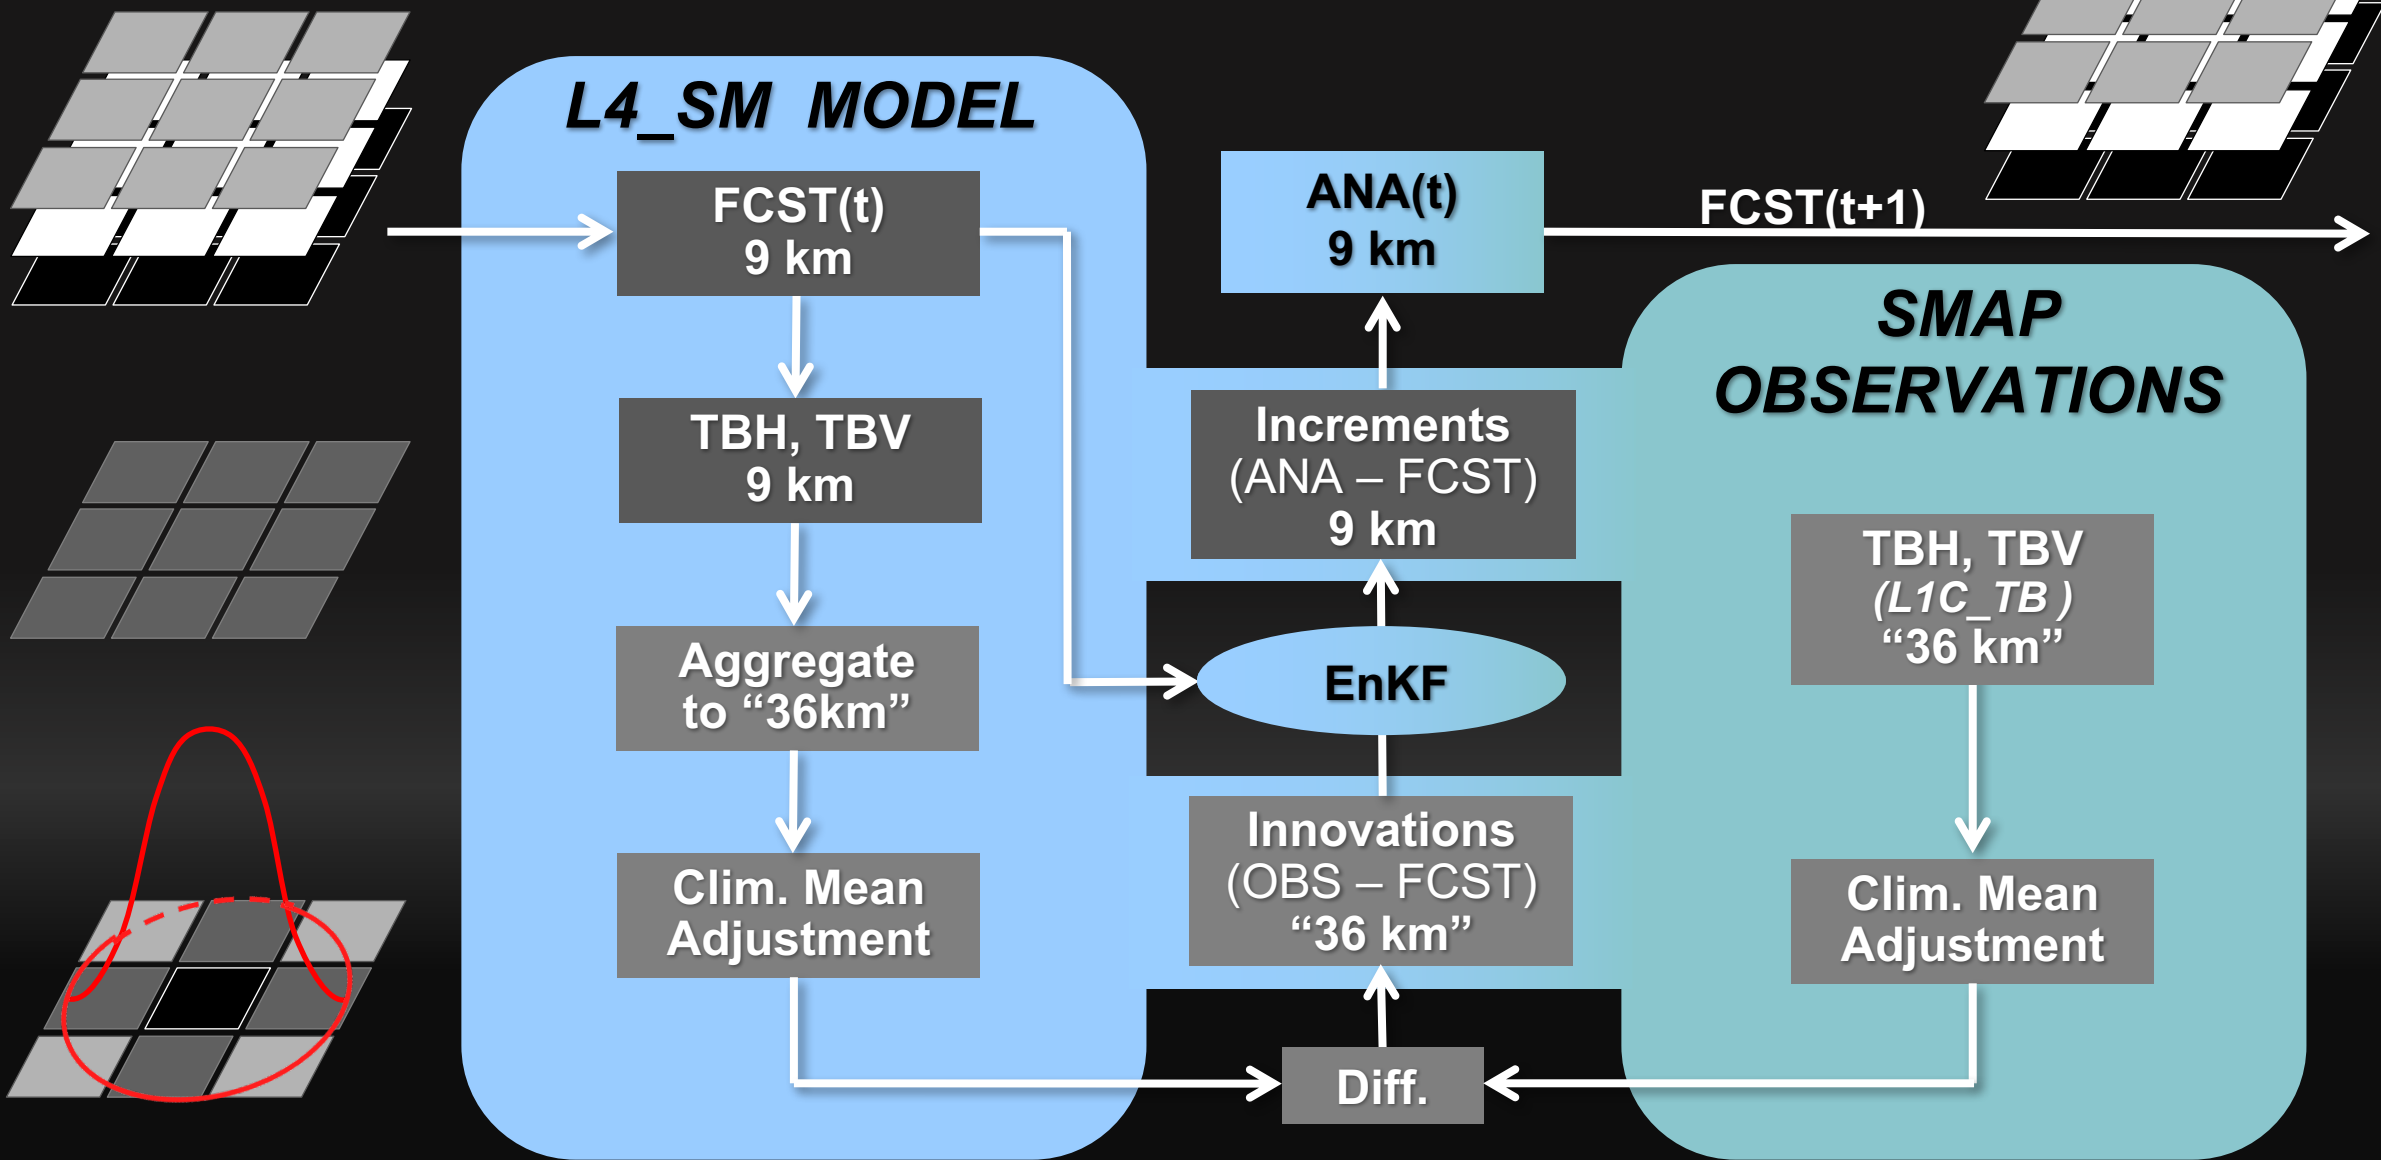 L4_SM MODEL
FCST(t)
9 km
TBH, TBV
9 km
Aggregate
to “36km”
Clim. Mean
Adjustment
ANA(t)
9 km
FCST(t+1)
Increments
(ANA – FCST)
9 km
EnKF
Innovations
(OBS – FCST)
“36 km”
Diff.
SMAP
OBSERVATIONS
TBH, TBV
(L1C_TB )
“36 km”
Clim. Mean
Adjustment